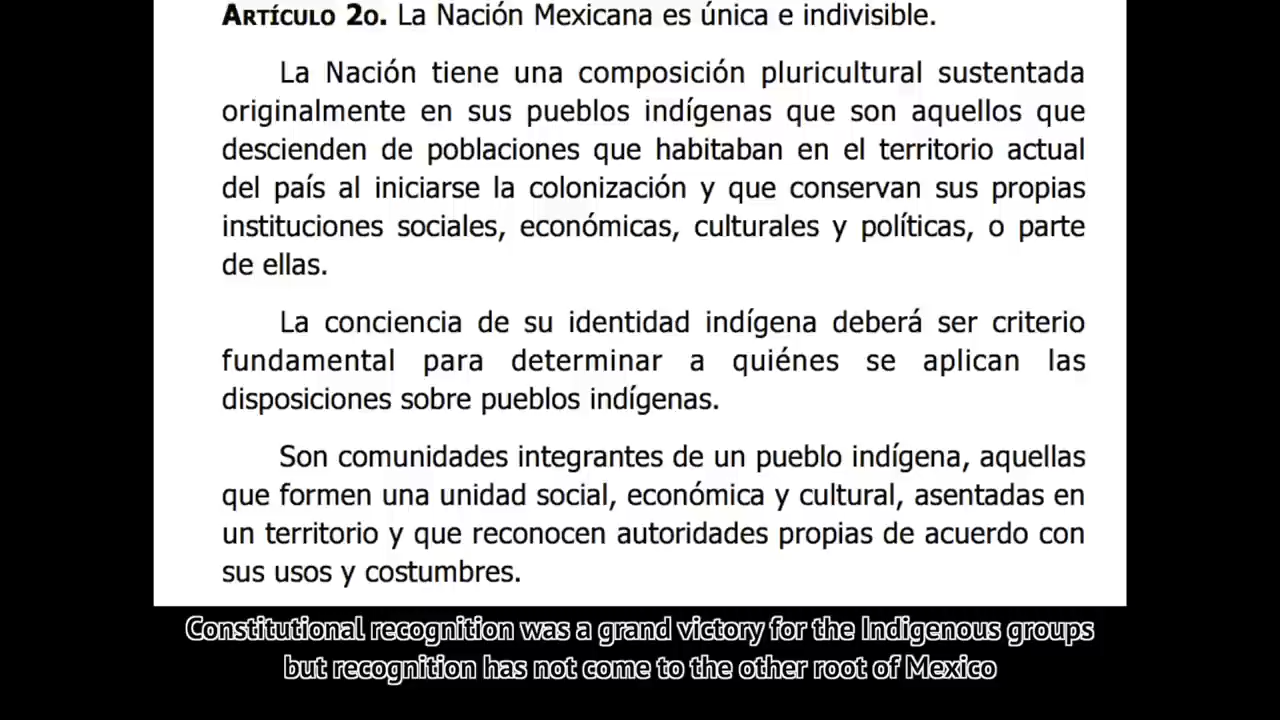 ARTÍCULO 2o. La Nación Mexicana es única e indivisible.
La Nación tiene una composición pluricultural sustentada
originalmente en sus pueblos indígenas que son aquellos que
descienden de poblaciones que habitaban en el territorio actual
del país al iniciarse la colonización y que conservan sus propias
instituciones sociales, económicas, culturales y políticas, o parte
de ellas.
La conciencia de su identidad indígena deberá ser criterio
fundamental para determinar a quiénes se aplican las
disposiciones sobre pueblos indígenas.
Son comunidades integrantes de un pueblo indígena, aquellas
que formen una unidad social, económica y cultural, asentadas en
un territorio y que reconocen autoridades propias de acuerdo con
sus usos y costumbres.
Constitutional recognition was a grand victory for the Indigenous groups
but recognition has not come to the other root of Mexico